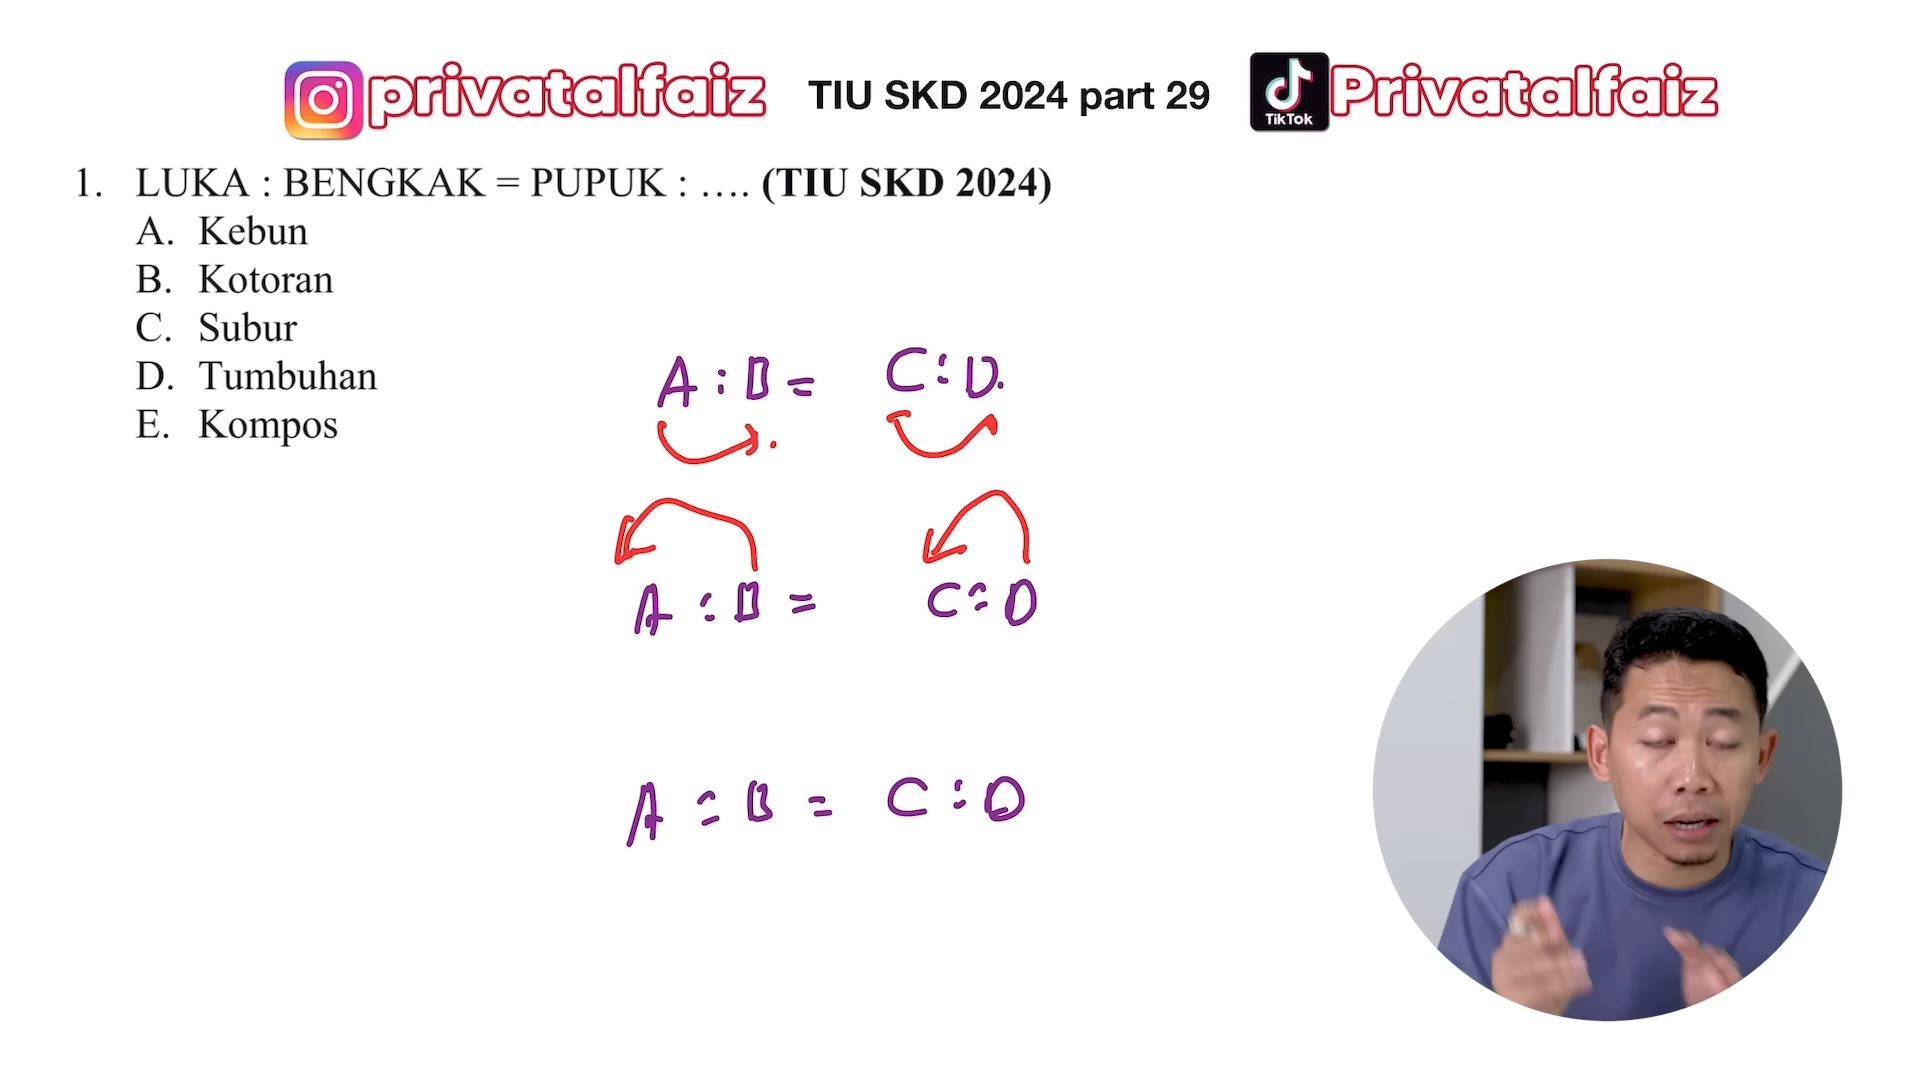 privatalfaiz TIU SKD 2024 part 29 TikTok Privatalfaiz
1. LUKA : BENGKAK = PUPUK : …. (TIU SKD 2024)
A. Kebun
B. Kotoran
C. Subur
D. Tumbuhan
E. Kompos
A : B = C : D.
A : B = C : D
A : B = C : D